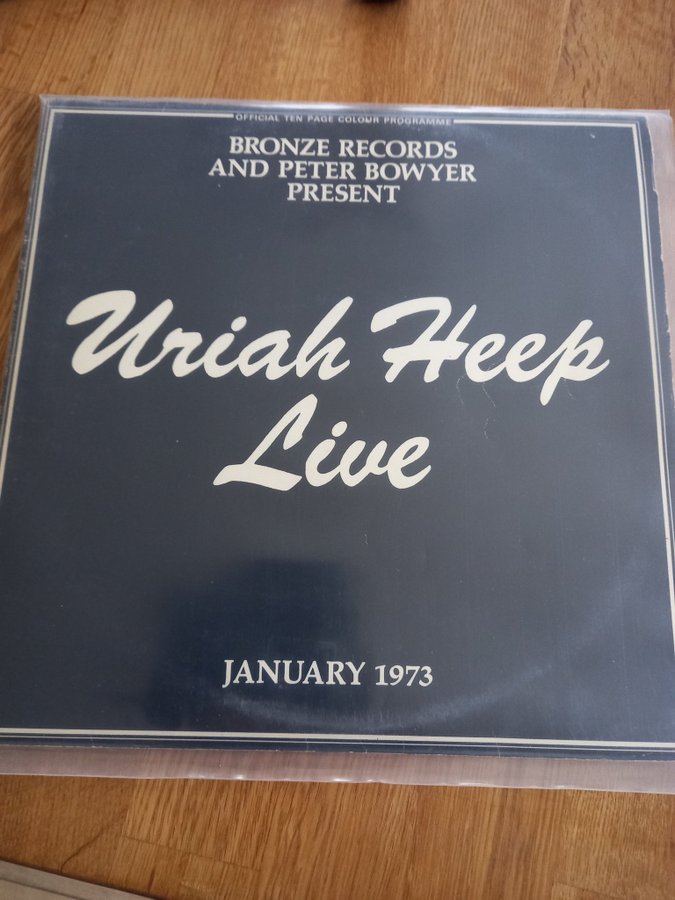 OFFICIAL TEN PAGE COLOUR PROGRAMME
BRONZE RECORDS
AND PETER BOWYER
PRESENT
Uriah Heep
Live
JANUARY 1973